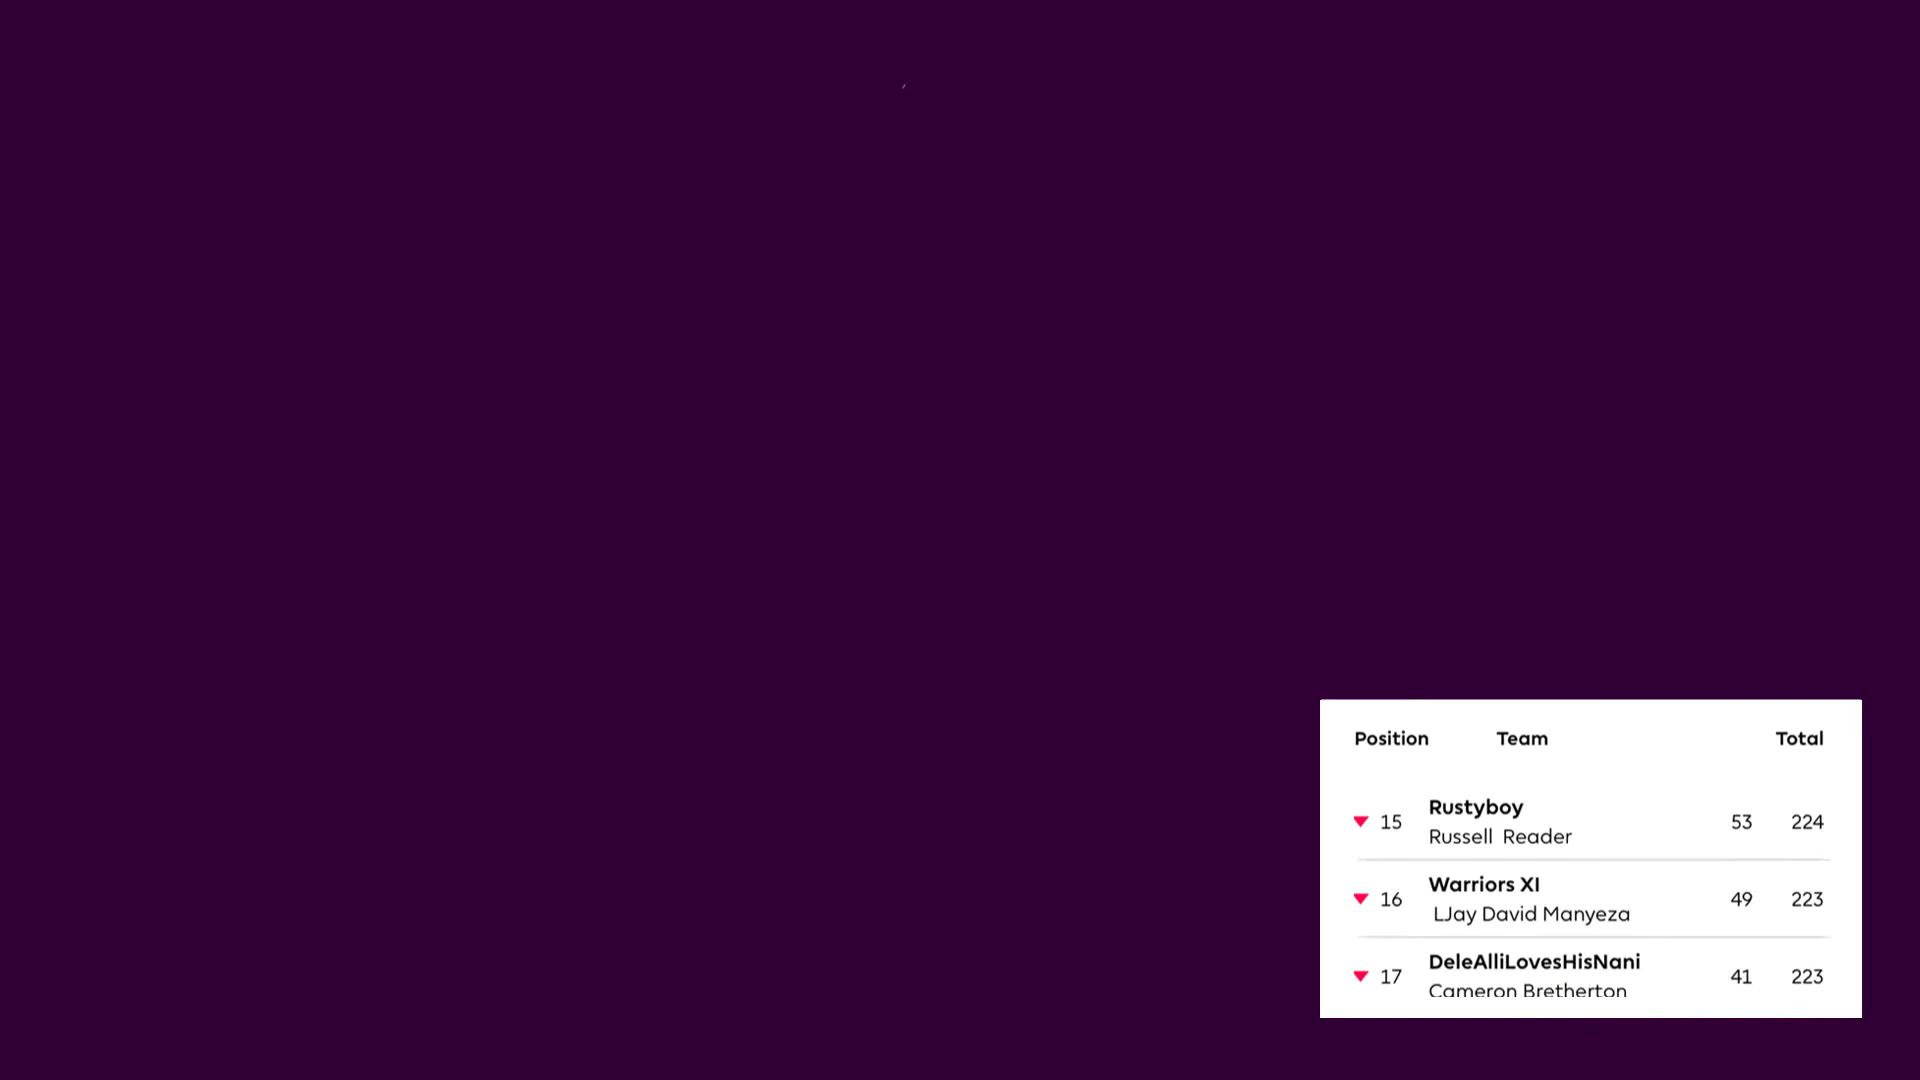 Position Team Total
Rustyboy
15 53 224
Russell Reader
Warriors XI
16 49 223
LJay David Manyeza
DeleAlliLovesHisNani
17 41 223
Cameron Bretherton